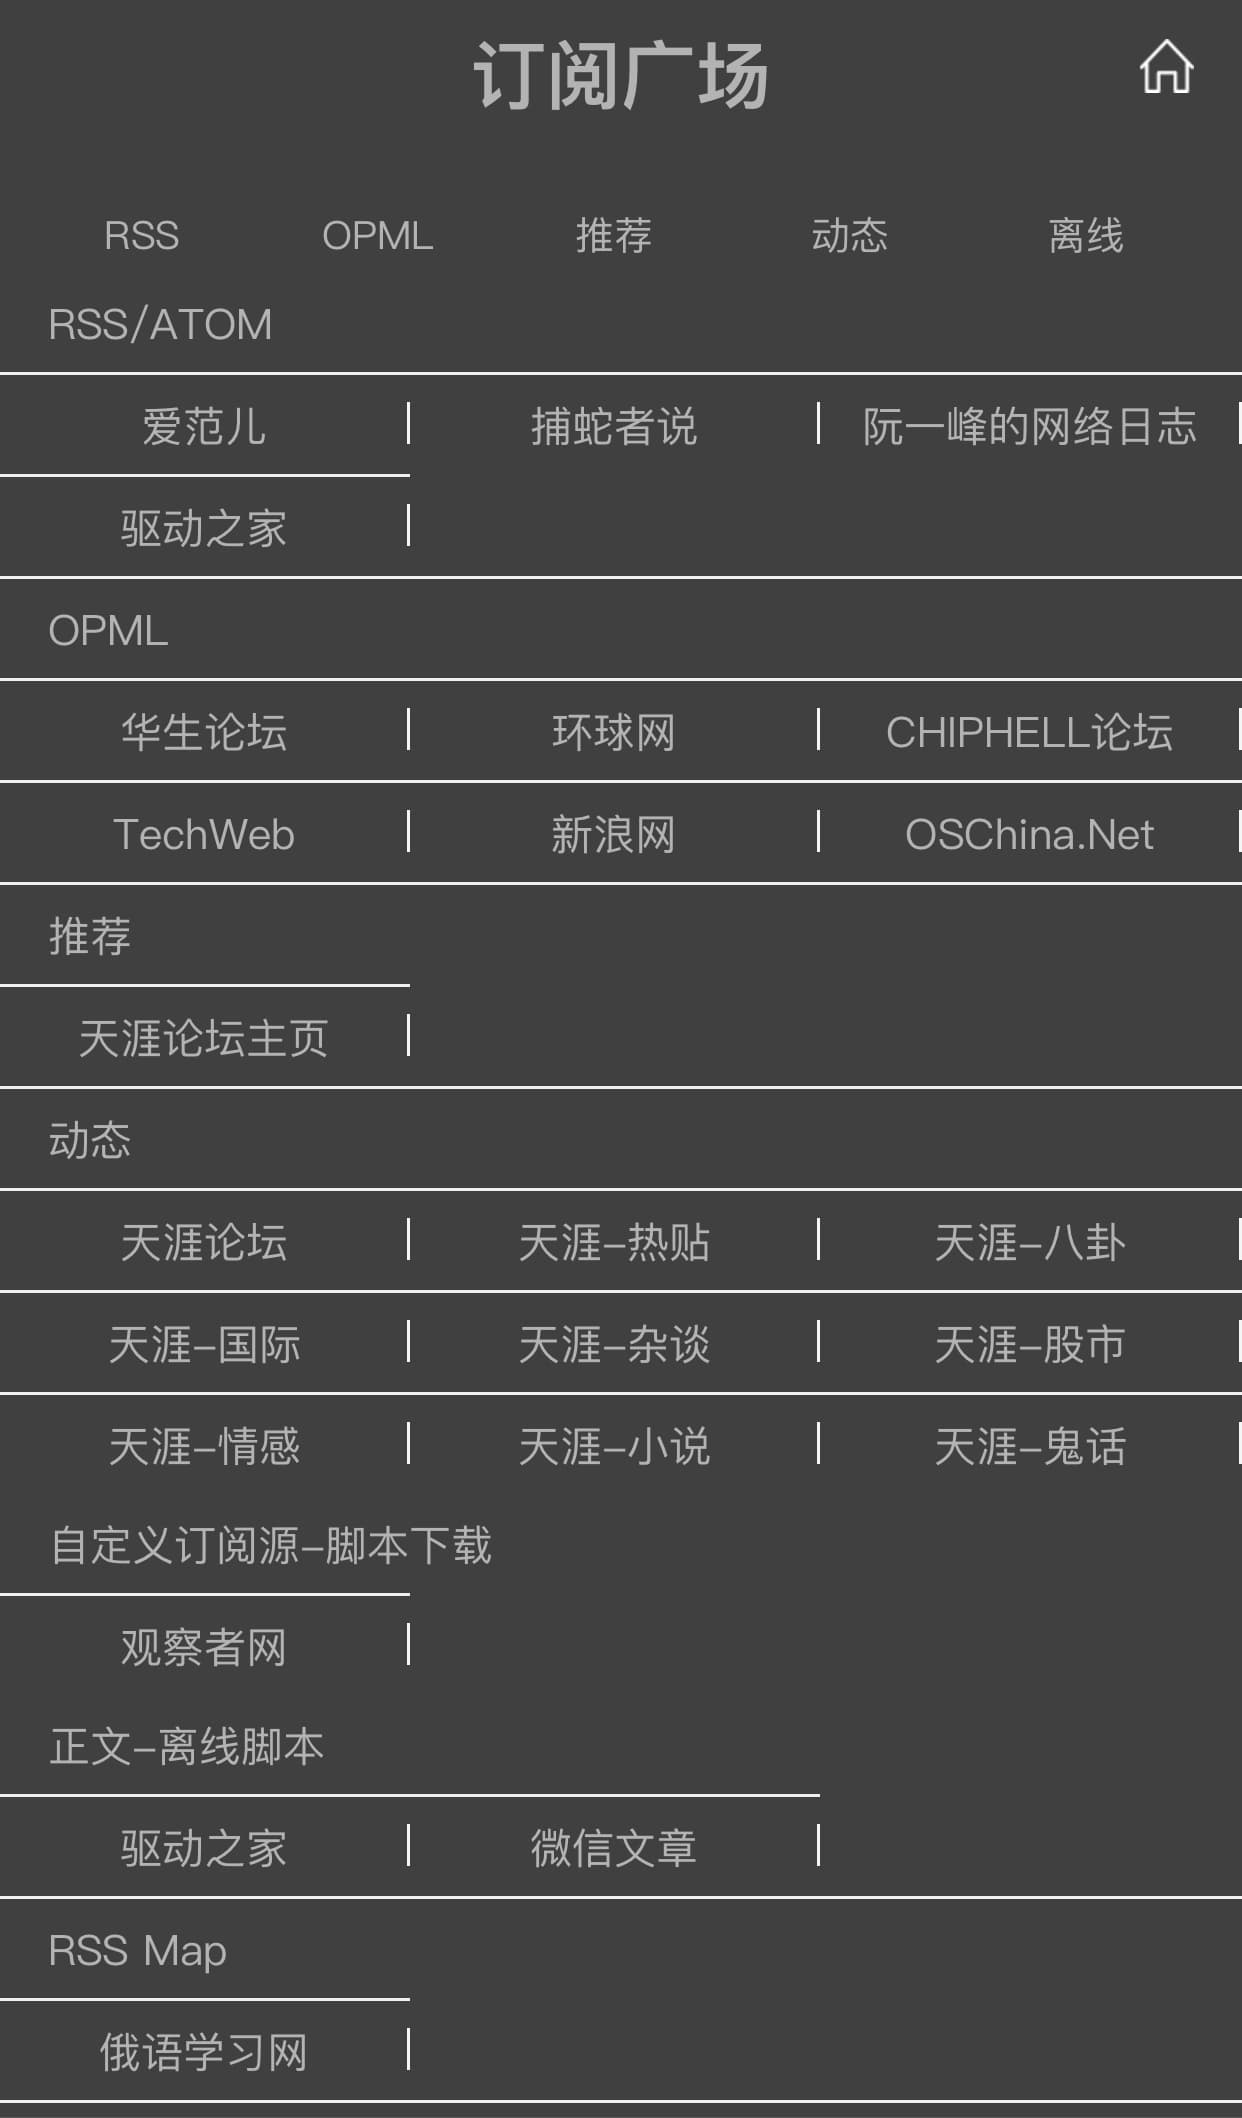 订阅广场
RSS OPML 推荐 动态 离线
RSS/ATOM
爱范儿 捕蛇者说 阮一峰的网络日志
驱动之家
OPML
华生论坛 环球网 CHIPHELL论坛
TechWeb 新浪网 OSChina.Net
推荐
天涯论坛主页
动态
天涯论坛 天涯-热贴 天涯-八卦
天涯-国际 天涯-杂谈 天涯-股市
天涯-情感 天涯-小说 天涯-鬼话
自定义订阅源-脚本下载
观察者网
正文-离线脚本
驱动之家 微信文章
RSS Map
俄语学习网